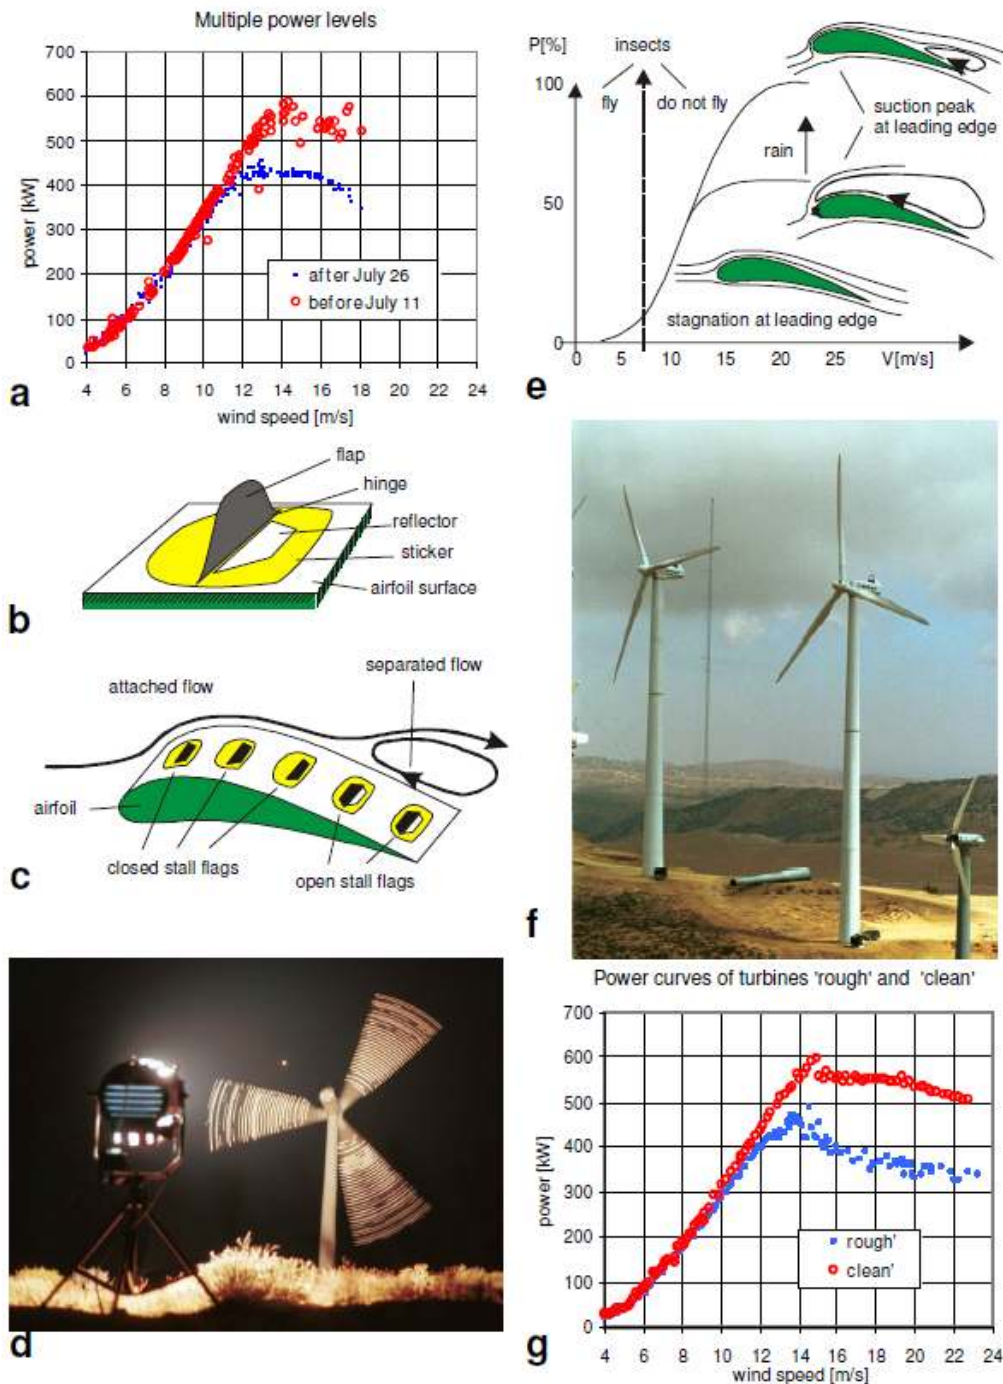 Multiple power levels
700
600
500
400
300
200
100
0
power [kW]
after July 26
before July 11
4 6 8 10 12 14 16 18 20 22 24
wind speed [m/s]
a
flap
hinge
reflector
sticker
airfoil surface
b
separated flow
attached flow
airfoil
closed stall flags
open stall flags
c
d
P[%] insects
100
fly do not fly
suction peak
at leading edge
rain
50
stagnation at leading edge
0
0 5 10 15 20 25 V[m/s]
e
f
Power curves of turbines 'rough' and 'clean'
700
600
500
400
300
200
100
0
power [kW]
rough'
clean'
4 6 8 10 12 14 16 18 20 22 24
wind speed [m/s]
g